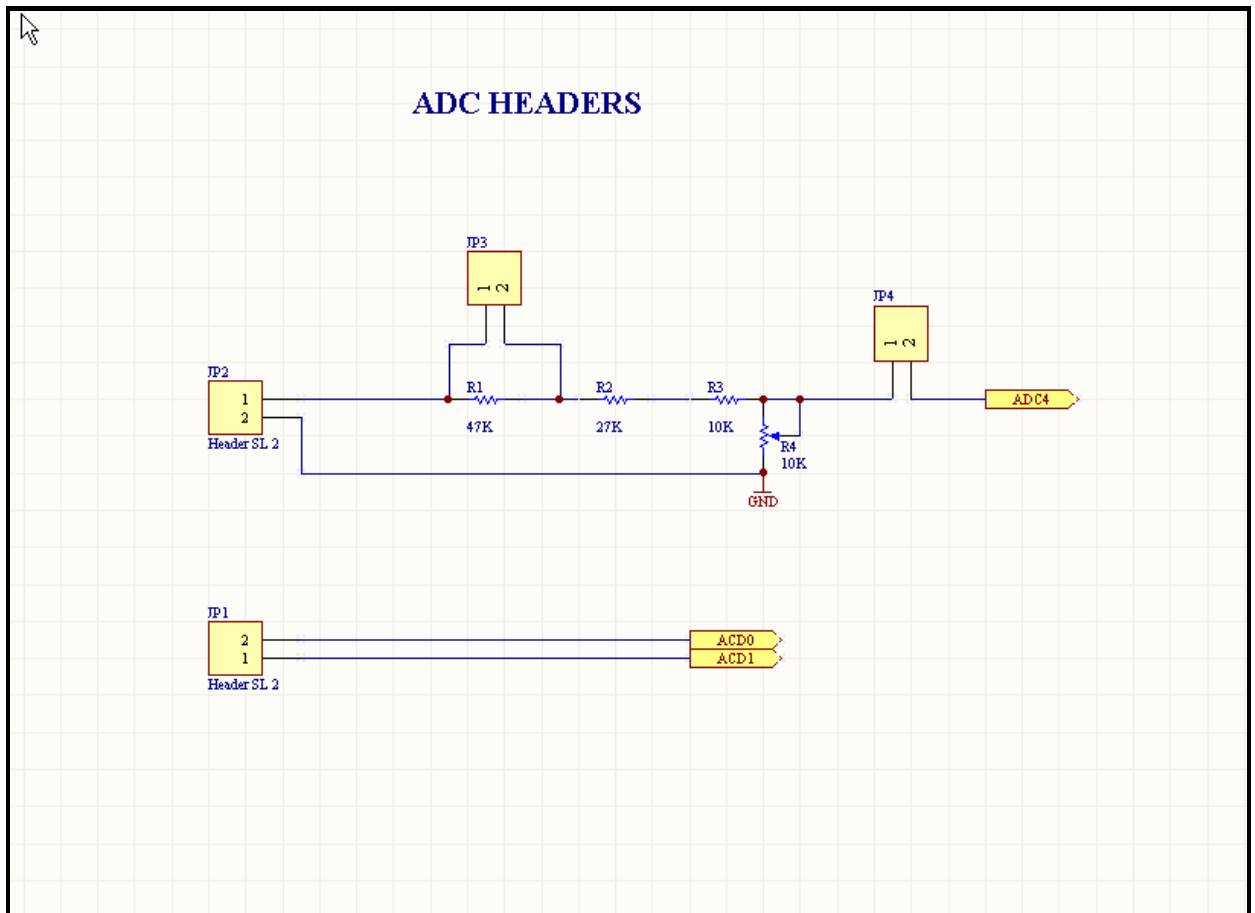 ADC HEADERS
JP3
1 2
JP4
1 2
JP2
1
2
Header SL 2
R1
47K
R2
27K
R3
10K
R4
10K
GND
ADC4
JP1
2
1
Header SL 2
ACD0
ACD1